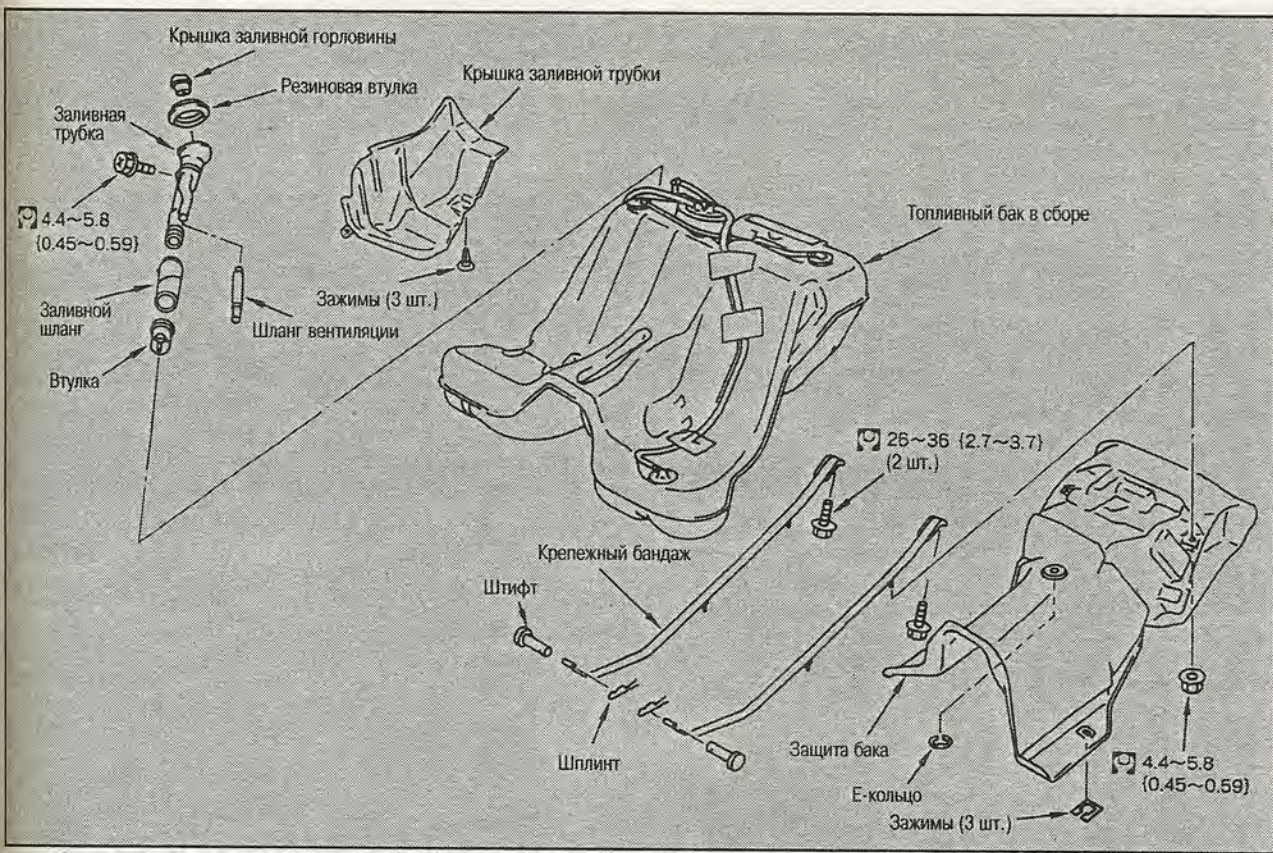 Крышка заливной горловины
Резиновая втулка
Крышка заливной трубки
Заливная
трубка
4.4~5.8
{0.45~0.59}
Заливной
шланг
Втулка
Шланг вентиляции
Зажимы (3 шт.)
Топливный бак в сборе
26~36 {2.7~3.7}
(2 шт.)
Крепежный бандаж
Штифт
Шплинт
Защита бака
Е-кольцо
Зажимы (3 шт.)
4.4~5.8
{0.45~0.59}